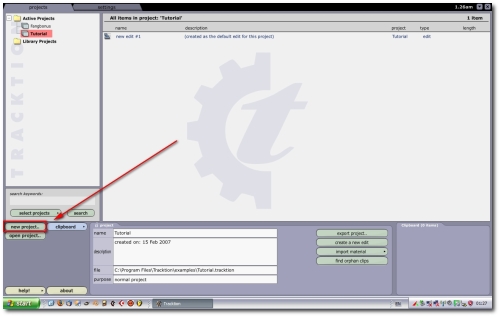 projects settings 1.26am
Active Projects
Tutorial
Library Projects
All items in project: 'Tutorial' 1 item
name description project type length
new edit #1 (created as the default edit for this project) Tutorial edit
TRACKTION
search keywords:
select projects search
new project... clipboard
open project...
help! about
project
name Tutorial
created on: 15 Feb 2007
description
file C:\Program Files\Tracktion\examples\Tutorial.tracktion
purpose normal project
export project...
create a new edit
import material
find orphan clips
Clipboard (0 items)
start Tracktion EN 01:27